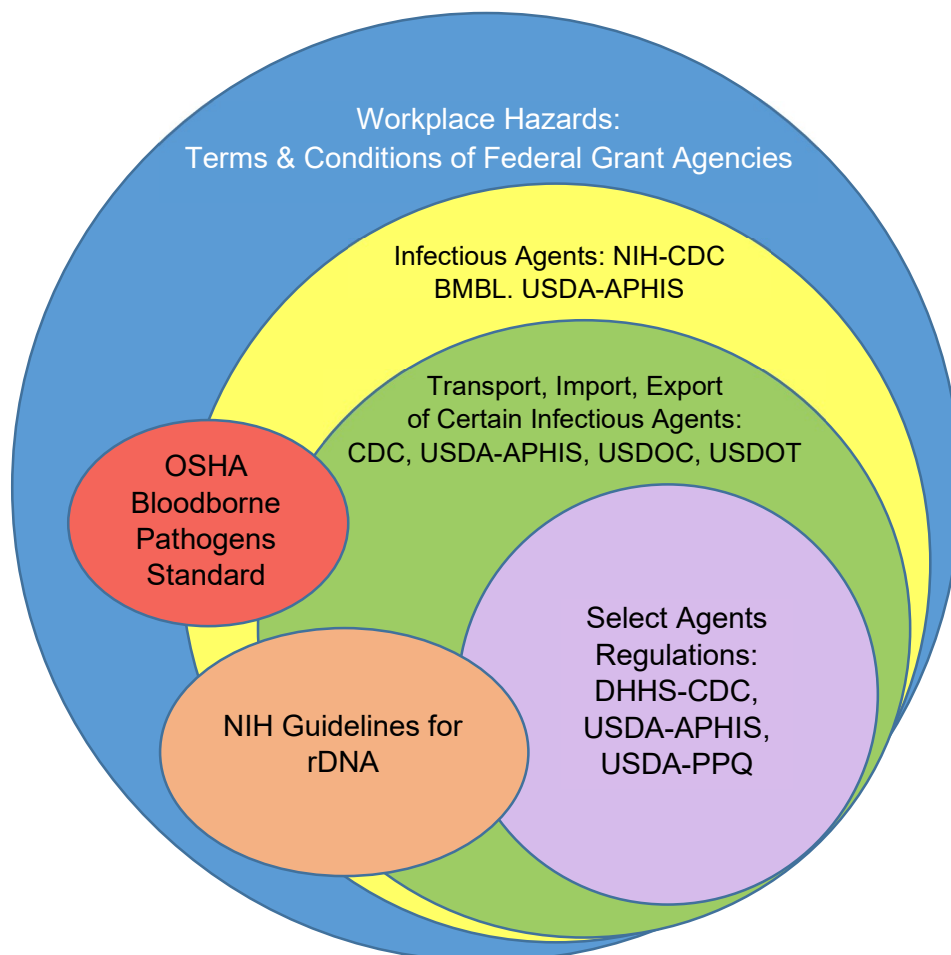 Workplace Hazards:
Terms & Conditions of Federal Grant Agencies
Infectious Agents: NIH-CDC
BMBL. USDA-APHIS
Transport, Import, Export
of Certain Infectious Agents:
CDC, USDA-APHIS, USDOC, USDOT
OSHA
Bloodborne
Pathogens
Standard
Select Agents
Regulations:
DHHS-CDC,
USDA-APHIS,
USDA-PPQ
NIH Guidelines for
rDNA